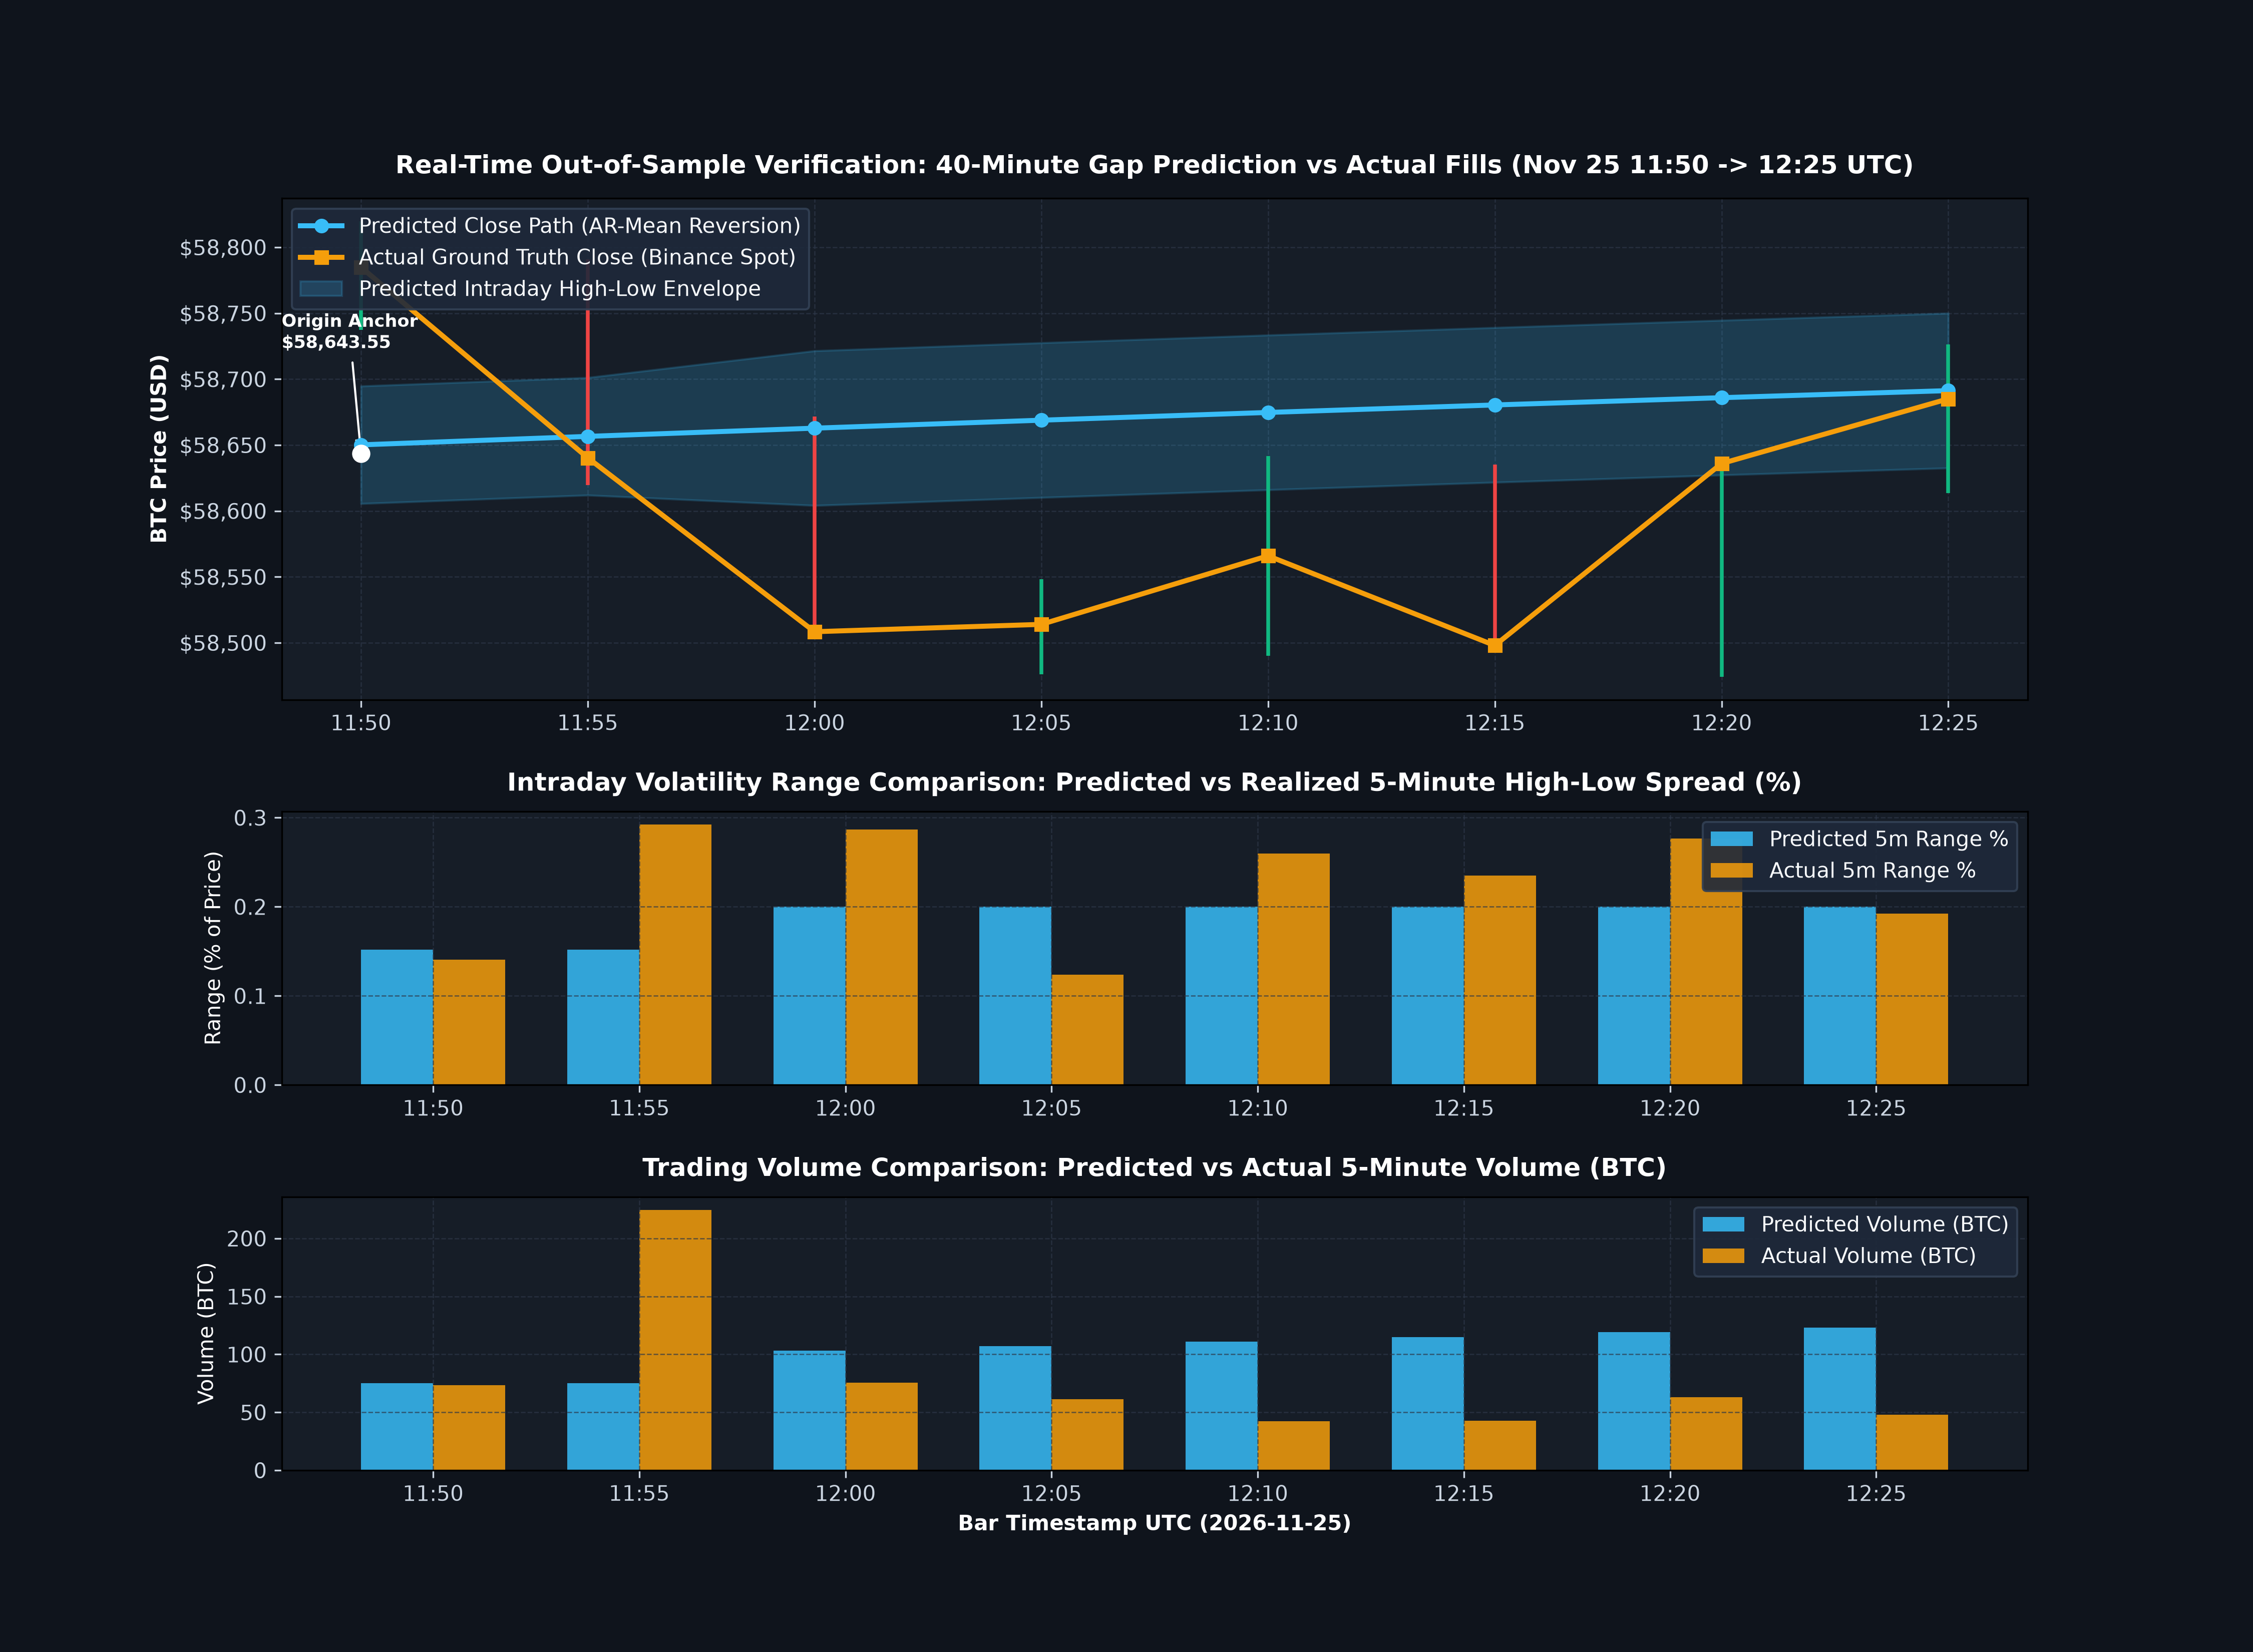 Real-Time Out-of-Sample Verification: 40-Minute Gap Prediction vs Actual Fills (Nov 25 11:50 -> 12:25 UTC)
Predicted Close Path (AR-Mean Reversion)
Actual Ground Truth Close (Binance Spot)
Predicted Intraday High-Low Envelope
Origin Anchor
$58,643.55
BTC Price (USD)
$58,800
$58,750
$58,700
$58,650
$58,600
$58,550
$58,500
11:50 11:55 12:00 12:05 12:10 12:15 12:20 12:25
Intraday Volatility Range Comparison: Predicted vs Realized 5-Minute High-Low Spread (%)
Predicted 5m Range %
Actual 5m Range %
Range (% of Price)
0.3
0.2
0.1
0.0
11:50 11:55 12:00 12:05 12:10 12:15 12:20 12:25
Trading Volume Comparison: Predicted vs Actual 5-Minute Volume (BTC)
Predicted Volume (BTC)
Actual Volume (BTC)
Volume (BTC)
200
150
100
50
0
11:50 11:55 12:00 12:05 12:10 12:15 12:20 12:25
Bar Timestamp UTC (2026-11-25)